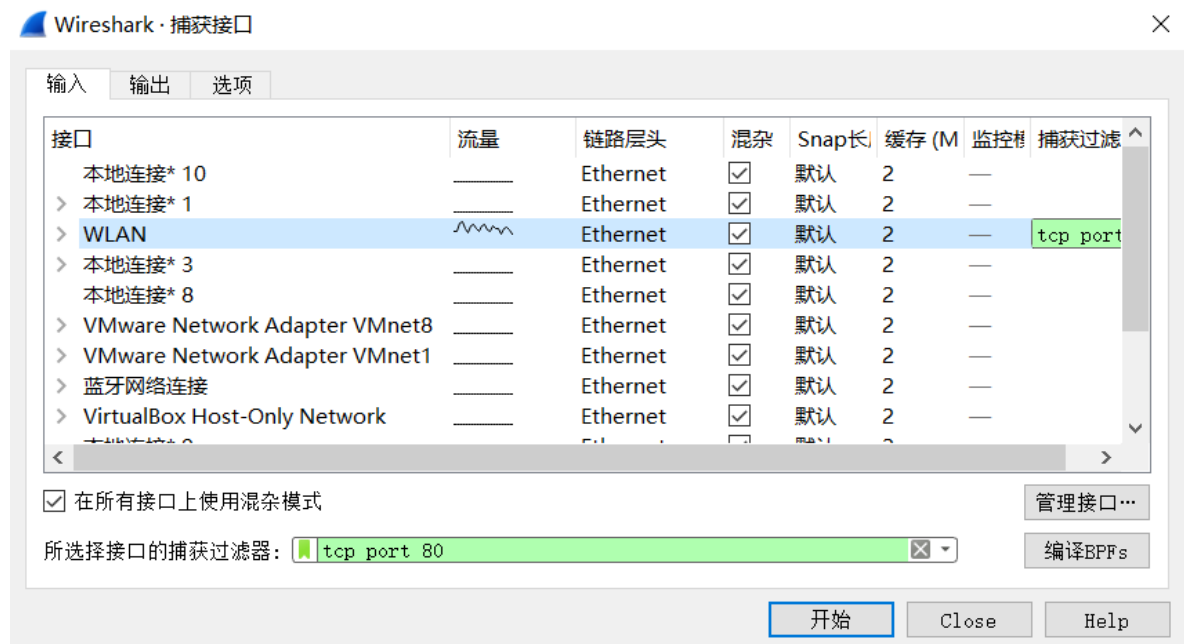 Wireshark · 捕获接口
输入 输出 选项
接口 流量 链路层头 混杂 Snap长 缓存 (M 监控模 捕获过滤
本地连接* 10 Ethernet 默认 2 —
本地连接* 1 Ethernet 默认 2 —
WLAN Ethernet 默认 2 — tcp port
本地连接* 3 Ethernet 默认 2 —
本地连接* 8 Ethernet 默认 2 —
VMware Network Adapter VMnet8 Ethernet 默认 2 —
VMware Network Adapter VMnet1 Ethernet 默认 2 —
蓝牙网络连接 Ethernet 默认 2 —
VirtualBox Host-Only Network Ethernet 默认 2 —
在所有接口上使用混杂模式 管理接口…
所选择接口的捕获过滤器: tcp port 80 编译BPFs
开始 Close Help